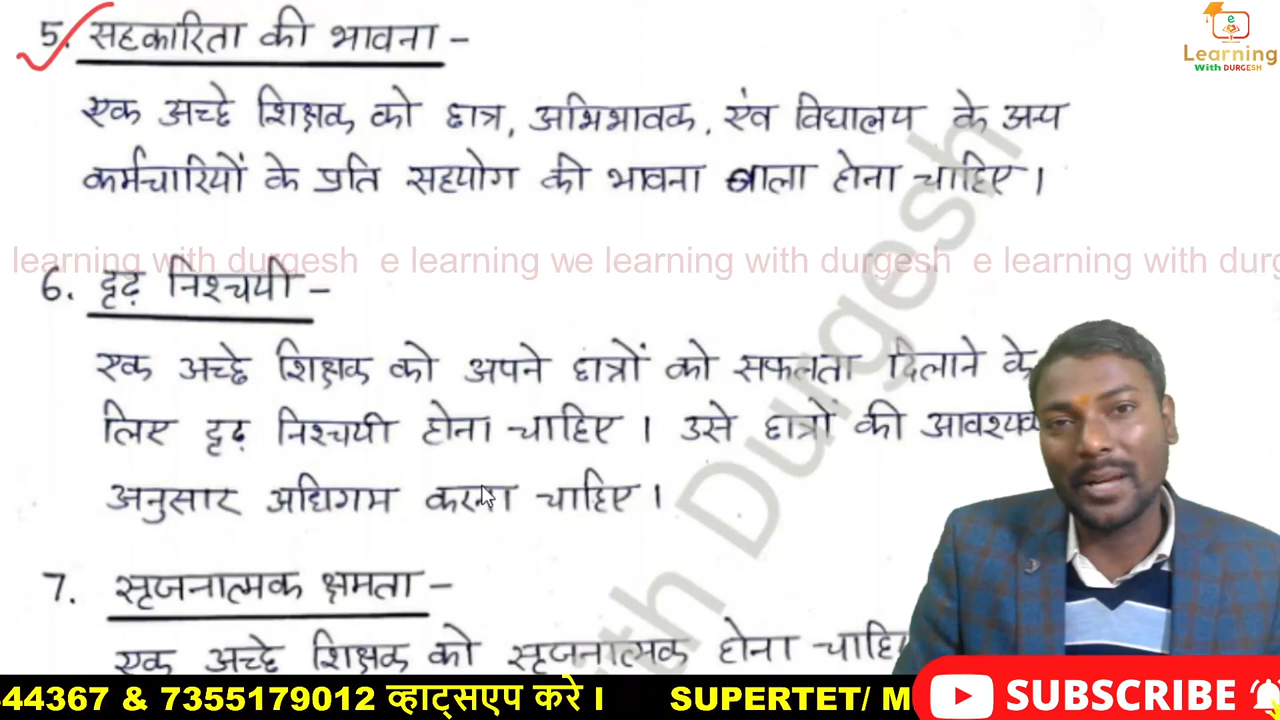 5. सहकारिता की भावना -
एक अच्छे शिक्षक को छात्र, अभिभावक, एंव विद्यालय के अन्य
कर्मचारियों के प्रति सहयोग की भावना वाला होना चाहिए।
learning with durgesh e learning we learning with durgesh e learning with durg
6. दृढ़ निश्चयी -
एक अच्छे शिक्षक को अपने छात्रों को सफलता दिलाने के
लिए दृढ़ निश्चयी होना चाहिए। उसे छात्रों की
अनुसार अधिगम करना चाहिए।
7. सृजनात्मक क्षमता -
एक अच्छे शिक्षक को सृजनात्मक होना
ith Durgesh
e
Learning
With DURGESH
44367 & 7355179012 व्हाट्सएप करे I SUPERTET/ M
SUBSCRIBE